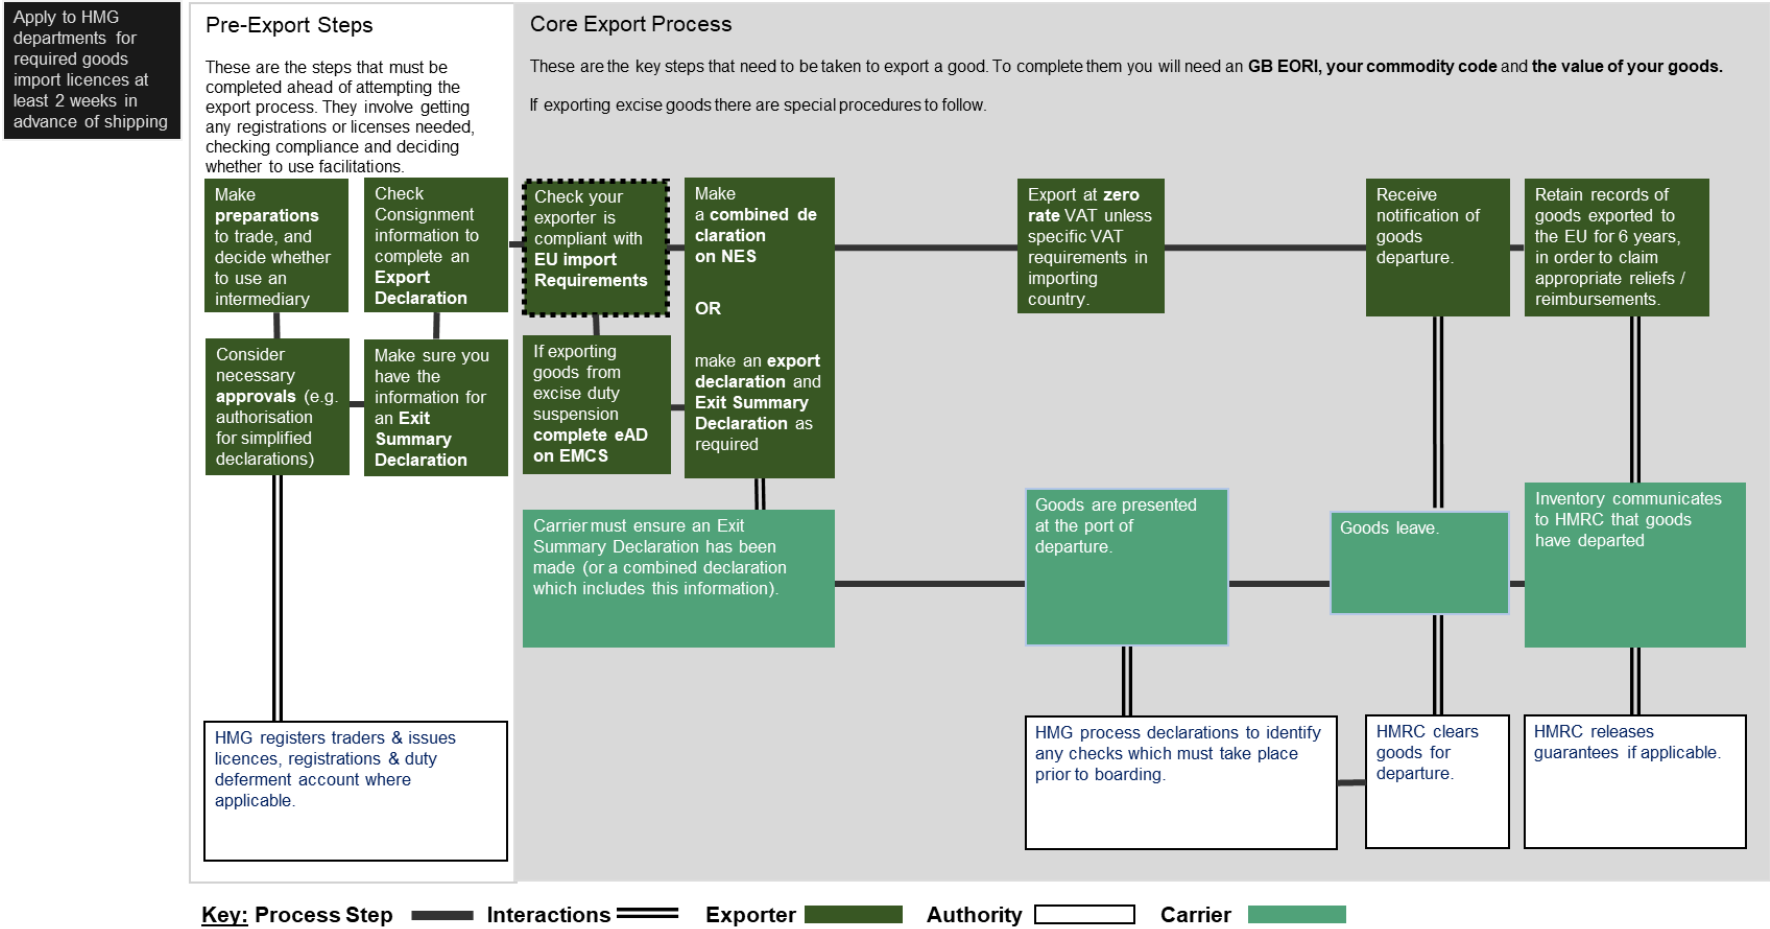 Apply to HMG
departments for
required goods
import licences at
least 2 weeks in
advance of shipping
Pre-Export Steps
These are the steps that must be
completed ahead of attempting the
export process. They involve getting
any registrations or licenses needed,
checking compliance and deciding
whether to use facilitations.
Core Export Process
These are the key steps that need to be taken to export a good. To complete them you will need an GB EORI, your commodity code and the value of your goods.
If exporting excise goods there are special procedures to follow.
Make
preparations
to trade, and
decide whether
to use an
intermediary
Check
Consignment
information to
complete an
Export
Declaration
Check your
exporter is
compliant with
EU import
Requirements
Make
a combined de
claration
on NES
OR
make an export
declaration and
Exit Summary
Declaration as
required
Export at zero
rate VAT unless
specific VAT
requirements in
importing
country.
Receive
notification of
goods
departure.
Retain records of
goods exported to
the EU for 6 years,
in order to claim
appropriate reliefs /
reimbursements.
Consider
necessary
approvals (e.g.
authorisation
for simplified
declarations)
Make sure you
have the
information for
an Exit
Summary
Declaration
If exporting
goods from
excise duty
suspension
complete eAD
on EMCS
Carrier must ensure an Exit
Summary Declaration has been
made (or a combined declaration
which includes this information).
Goods are presented
at the port of
departure.
Goods leave.
Inventory communicates
to HMRC that goods
have departed
HMG registers traders & issues
licences, registrations & duty
deferment account where
applicable.
HMG process declarations to identify
any checks which must take place
prior to boarding.
HMRC clears
goods for
departure.
HMRC releases
guarantees if applicable.
Key: Process Step Interactions Exporter Authority Carrier